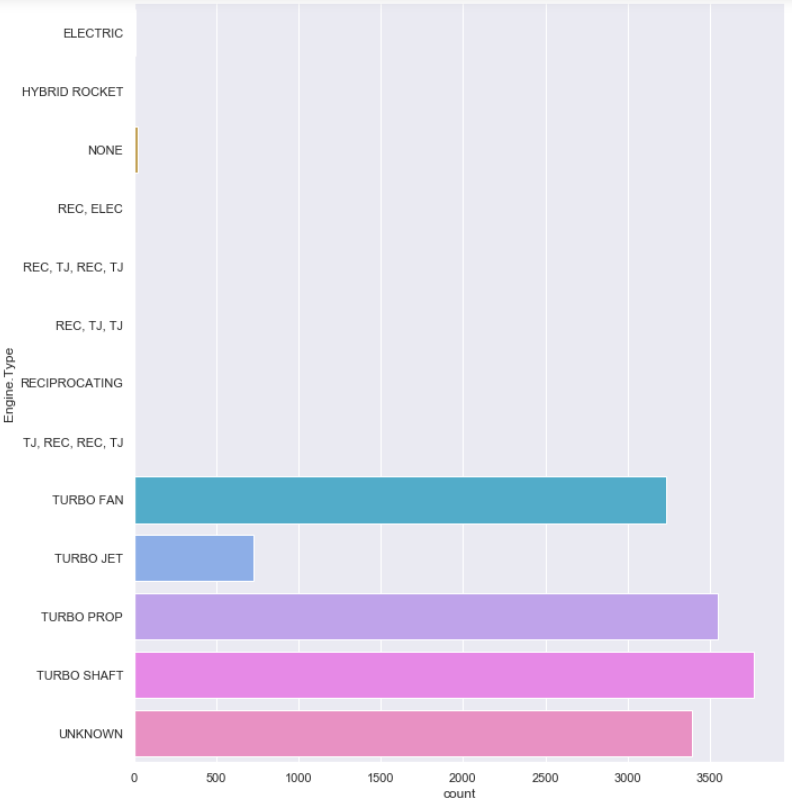 ELECTRIC
HYBRID ROCKET
NONE
REC, ELEC
REC, TJ, REC, TJ
REC, TJ, TJ
RECIPROCATING
TJ, REC, REC, TJ
TURBO FAN
TURBO JET
TURBO PROP
TURBO SHAFT
UNKNOWN
Engine.Type
0 500 1000 1500 2000 2500 3000 3500
count